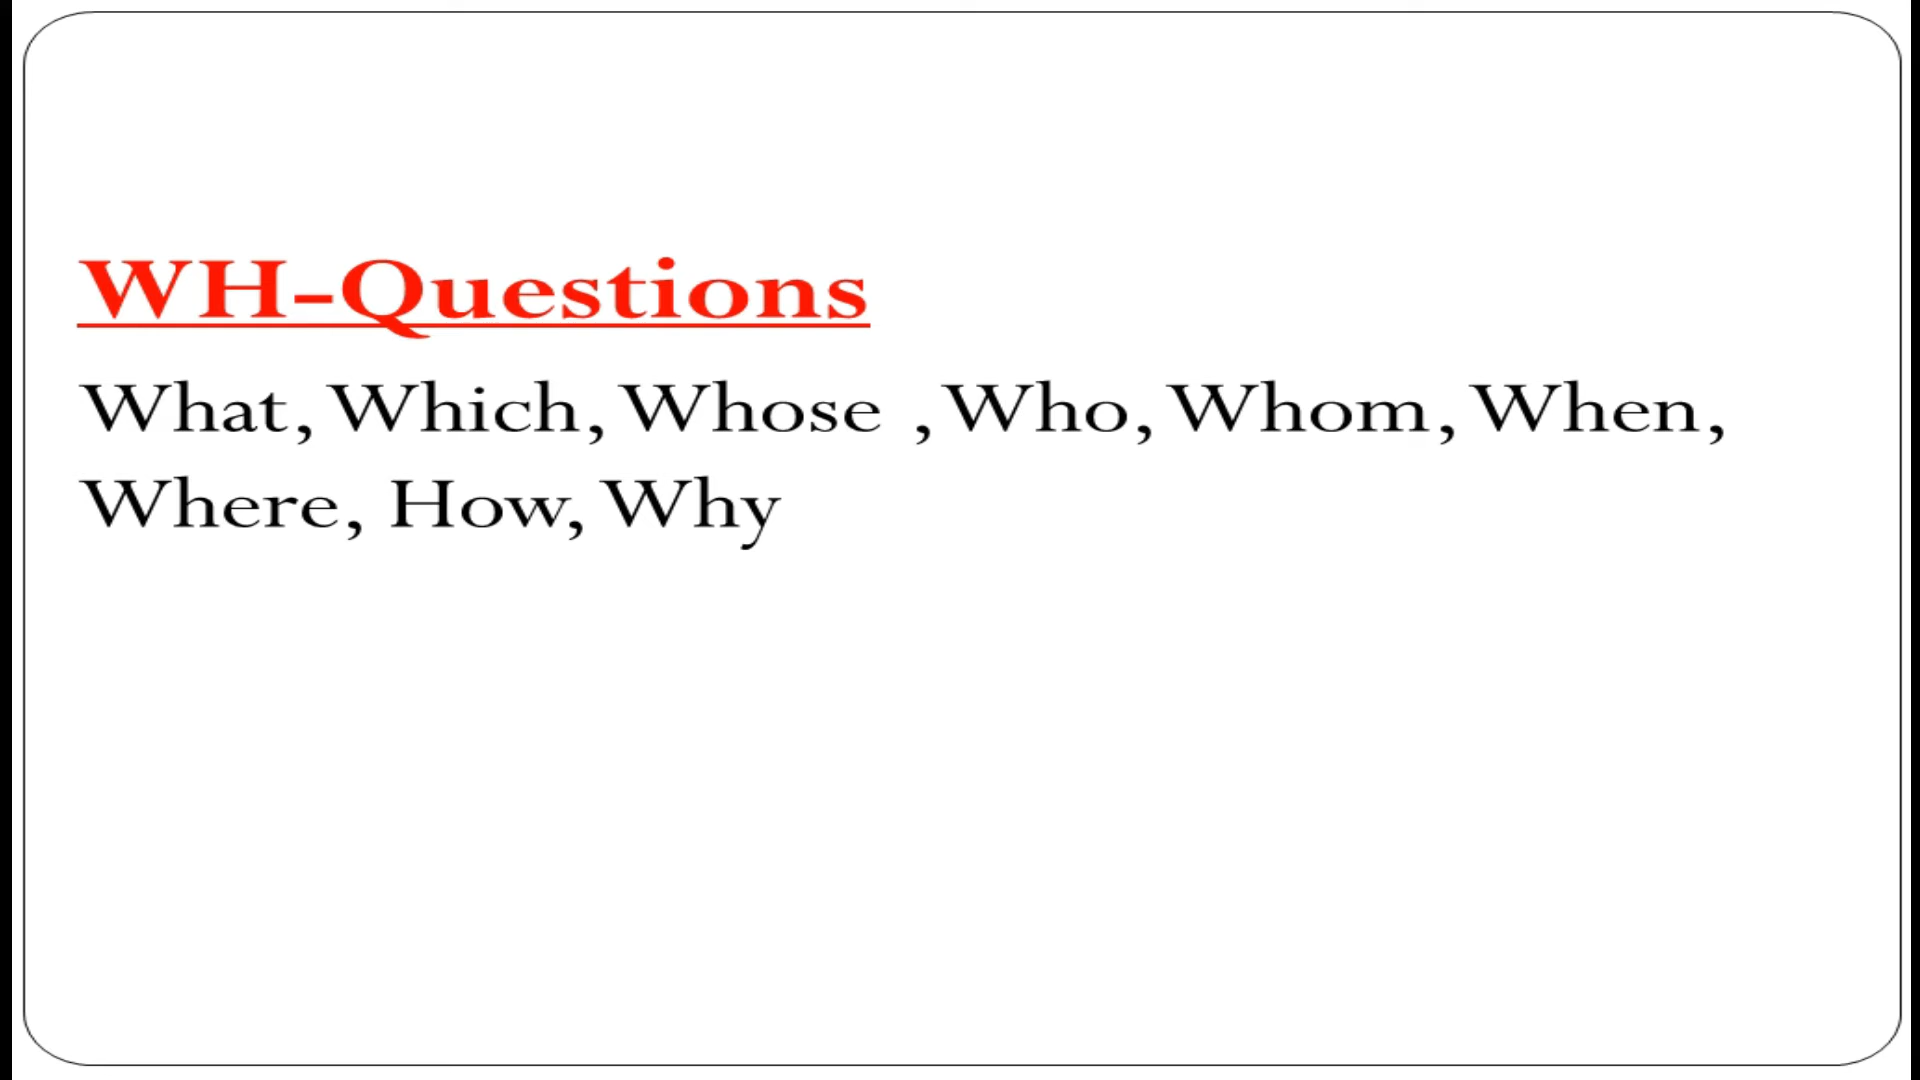 WH-Questions
What, Which, Whose , Who, Whom, When,
Where, How, Why